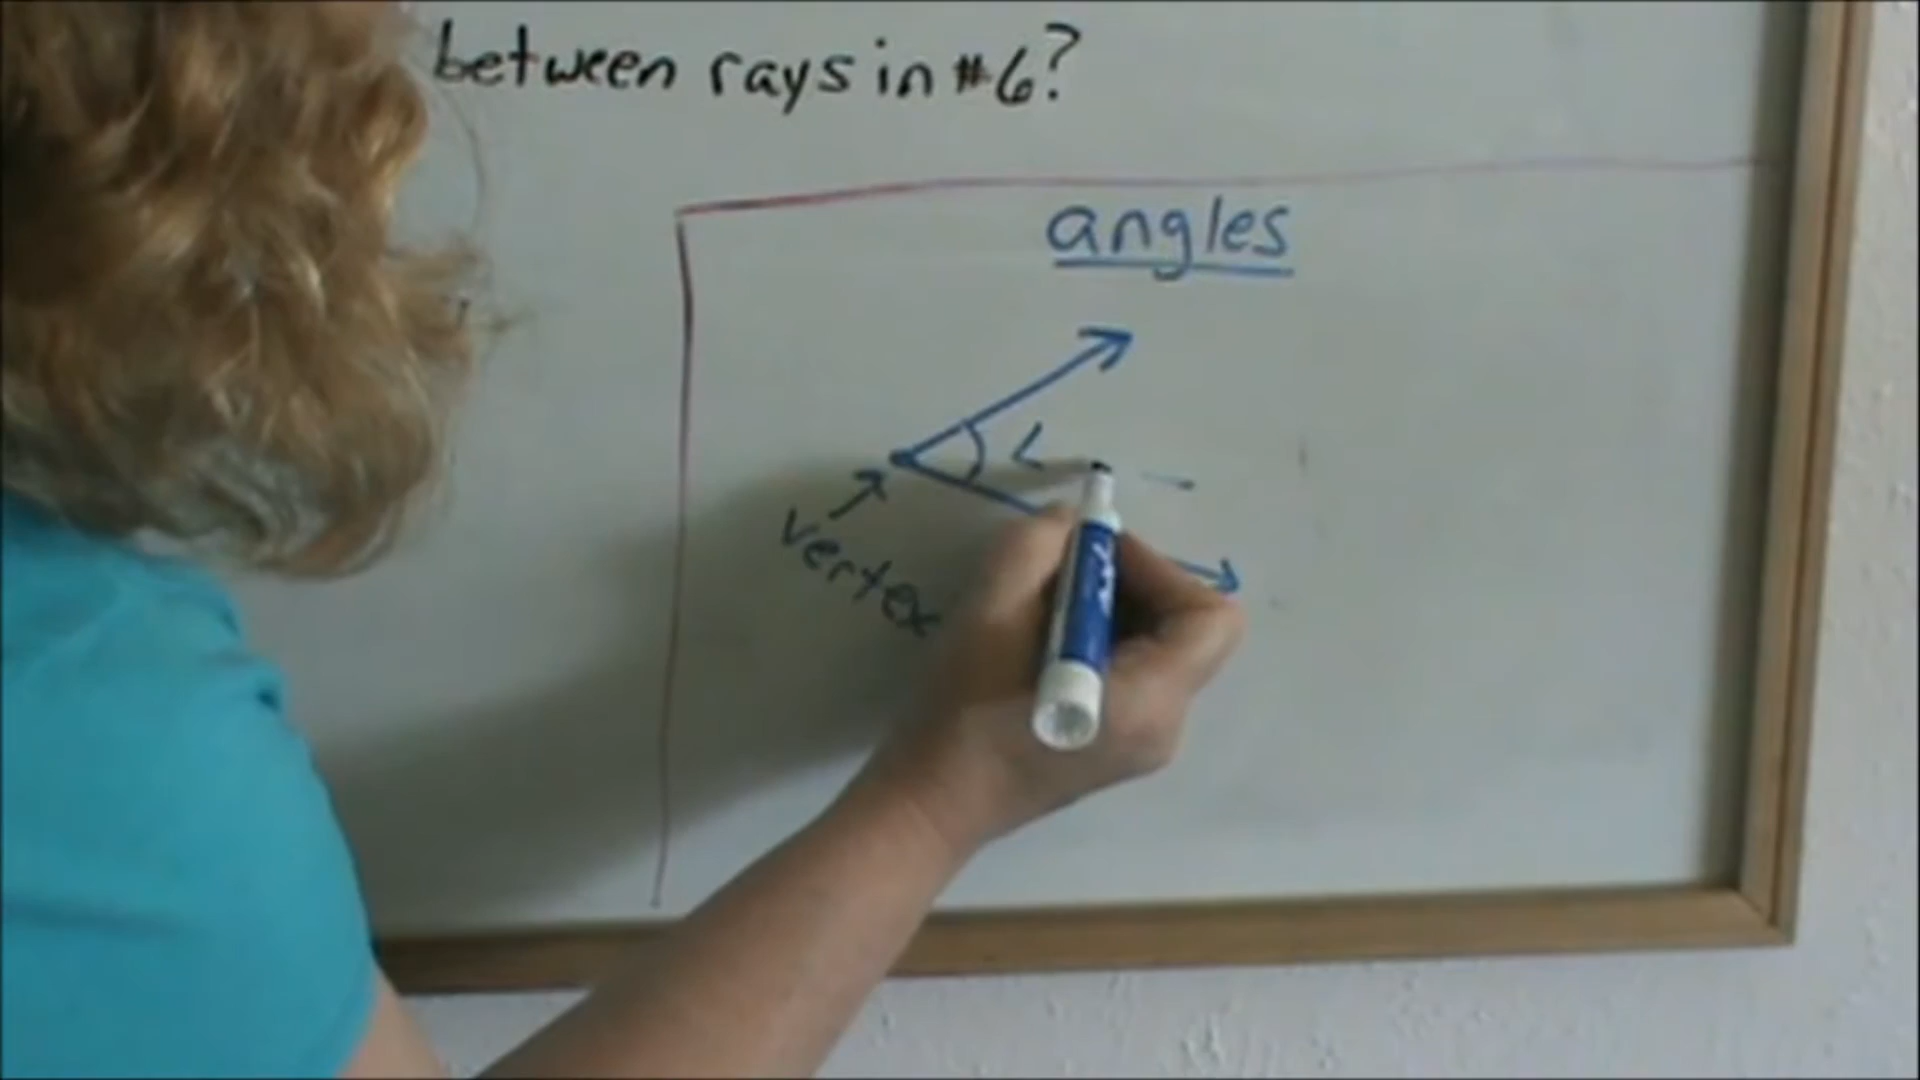 between rays in #6?
angles
<
vertex